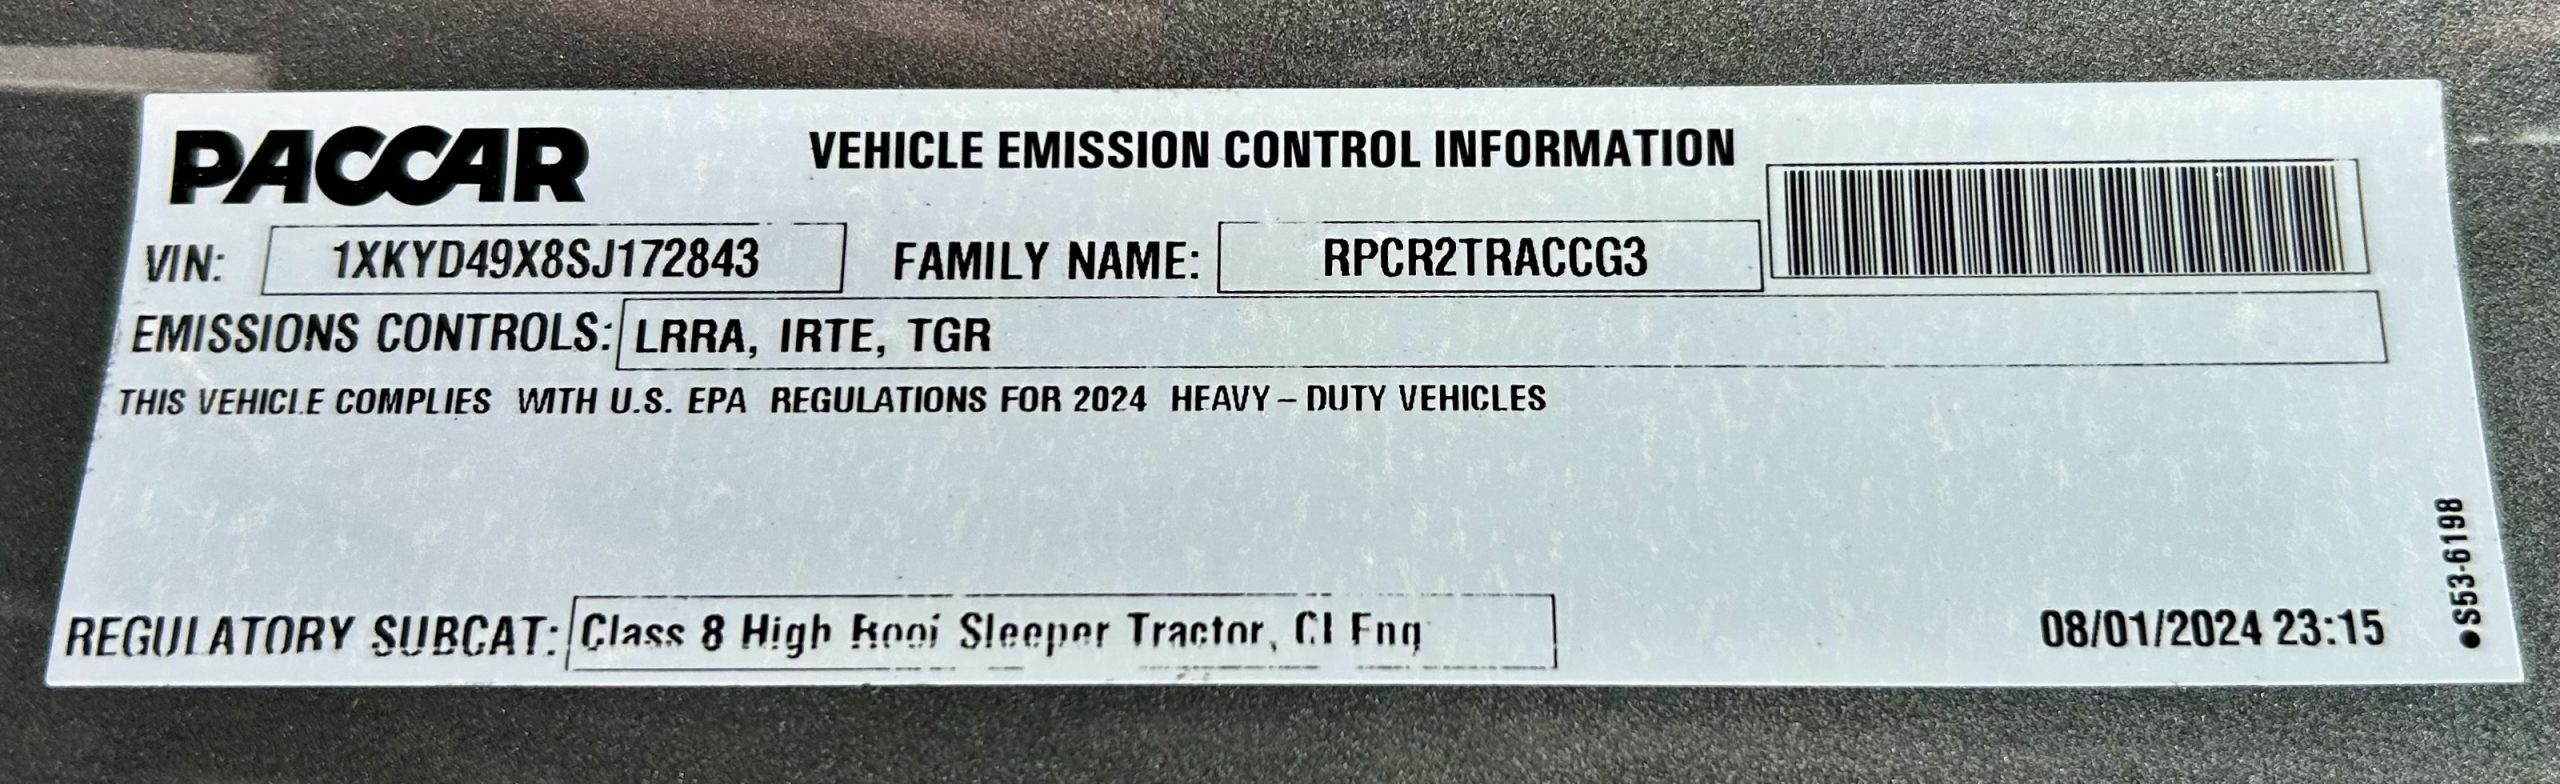 PACCAR
VEHICLE EMISSION CONTROL INFORMATION
VIN: 1XKYD49X8SJ172843 FAMILY NAME: RPCR2TRACCG3
EMISSIONS CONTROLS: LRRA, IRTE, TGR
THIS VEHICLE COMPLIES WITH U.S. EPA REGULATIONS FOR 2024 HEAVY-DUTY VEHICLES
REGULATORY SUBCAT: Class 8 High Roof Sleeper Tractor, CI Eng
08/01/2024 23:15
●S53-6198